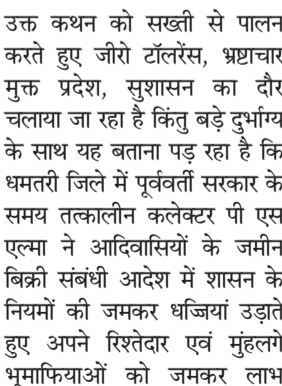 उक्त कथन को सख्ती से पालन
करते हुए जीरो टॉलरेंस, भ्रष्टाचार
मुक्त प्रदेश, सुशासन का दौर
चलाया जा रहा है किंतु बड़े दुर्भाग्य
के साथ यह बताना पड़ रहा है कि
धमतरी जिले में पूर्ववर्ती सरकार के
समय तत्कालीन कलेक्टर पी एस
एल्मा ने आदिवासियों के जमीन
बिक्री संबंधी आदेश में शासन के
नियमों की जमकर धज्जियां उड़ाते
हुए अपने रिश्तेदार एवं मुंहलगे
भूमाफियाओं को जमकर लाभ